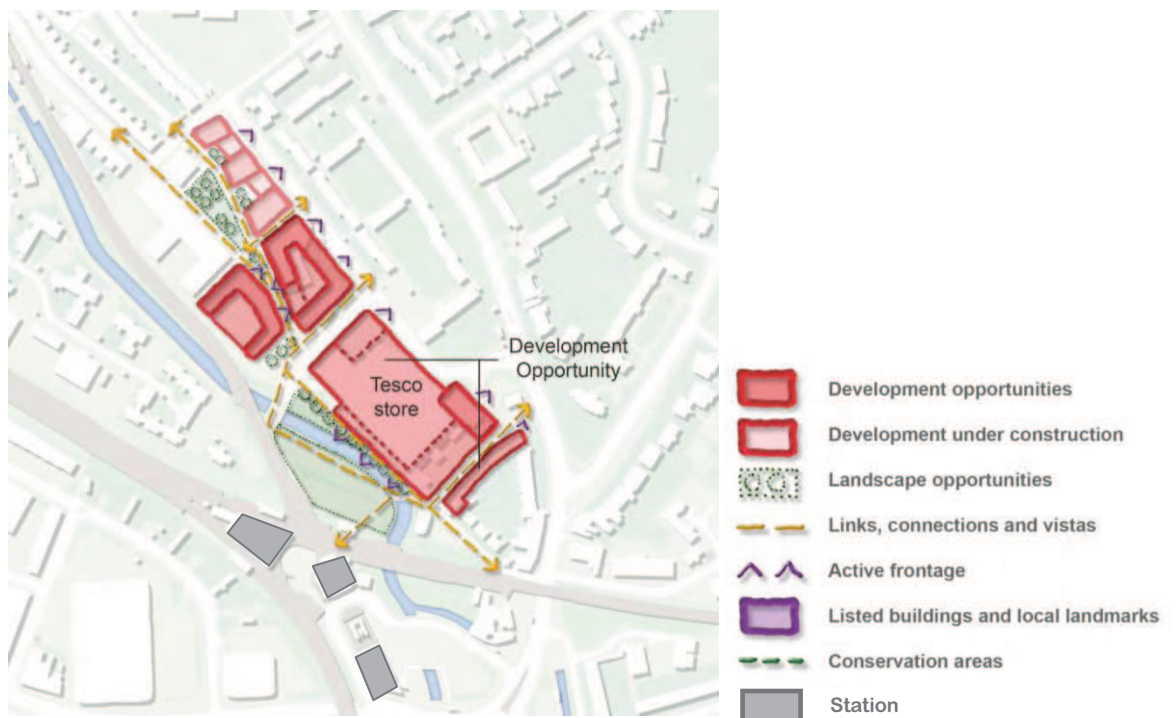 Development
Opportunity
Tesco
store
Development opportunities
Development under construction
Landscape opportunities
Links, connections and vistas
Active frontage
Listed buildings and local landmarks
Conservation areas
Station